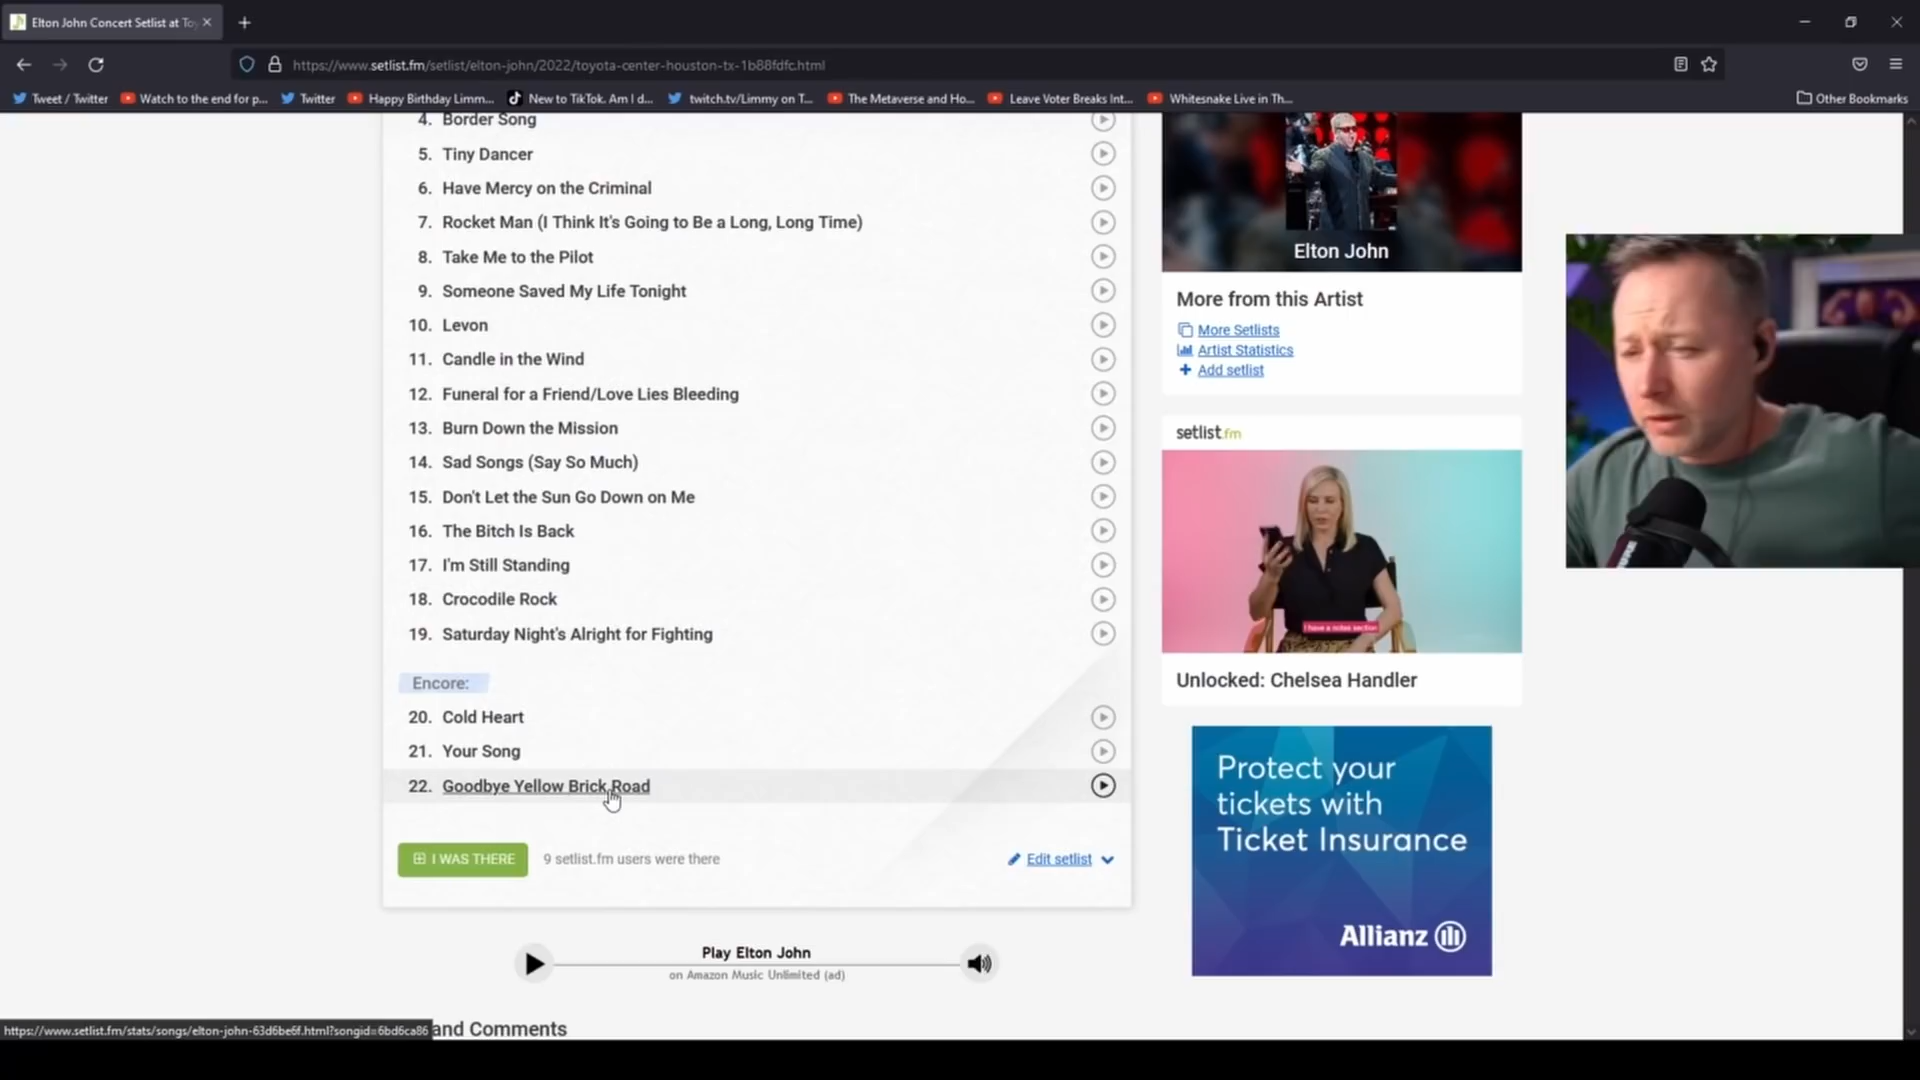 Elton John Concert Setlist at Toy
https://www.setlist.fm/setlist/elton-john/2022/toyota-center-houston-tx-1b88fdfc.html
Tweet / Twitter
Watch to the end for p...
Twitter
Happy Birthday Limm...
New to TikTok. Am I d...
twitch.tv/Limmy on T...
The Metaverse and Ho...
Leave Voter Breaks Int...
Whitesnake Live in Th...
Other Bookmarks
4. Border Song
5. Tiny Dancer
6. Have Mercy on the Criminal
7. Rocket Man (I Think It's Going to Be a Long, Long Time)
8. Take Me to the Pilot
9. Someone Saved My Life Tonight
10. Levon
11. Candle in the Wind
12. Funeral for a Friend/Love Lies Bleeding
13. Burn Down the Mission
14. Sad Songs (Say So Much)
15. Don't Let the Sun Go Down on Me
16. The Bitch Is Back
17. I'm Still Standing
18. Crocodile Rock
19. Saturday Night's Alright for Fighting
Encore:
20. Cold Heart
21. Your Song
22. Goodbye Yellow Brick Road
I WAS THERE
9 setlist.fm users were there
Edit setlist
Play Elton John
on Amazon Music Unlimited (ad)
and Comments
https://www.setlist.fm/stats/songs/elton-john-63d6be6f.html?songid=6bd6ca86
Elton John
More from this Artist
More Setlists
Artist Statistics
Add setlist
setlist.fm
I have a notes section
Unlocked: Chelsea Handler
Protect your
tickets with
Ticket Insurance
Allianz